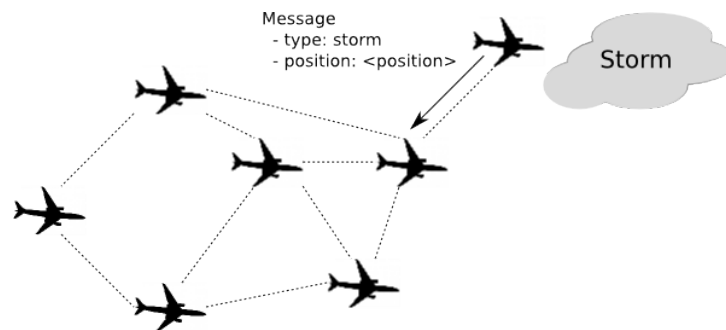 Message
- type: storm
- position: <position>
Storm